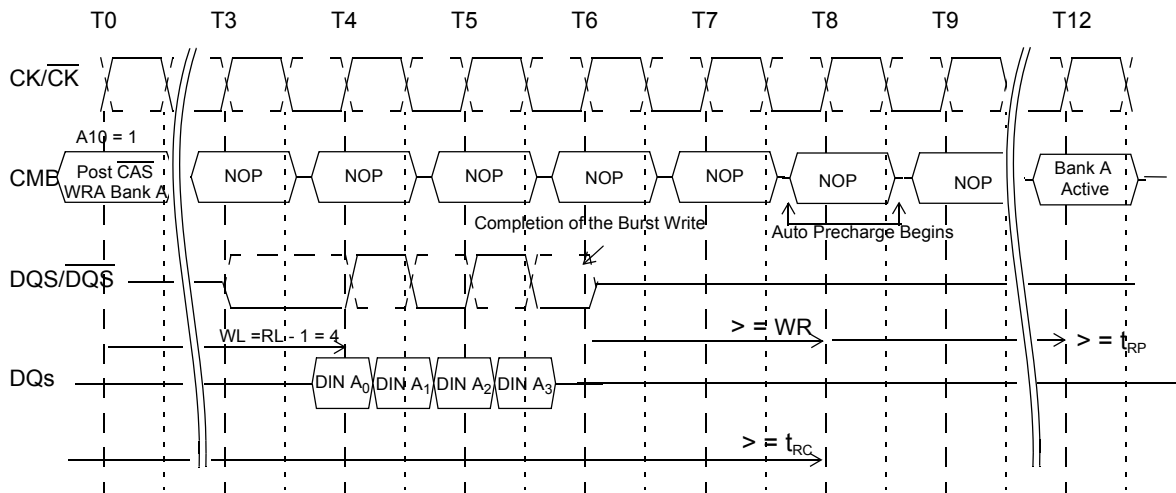 T0 T3 T4 T5 T6 T7 T8 T9 T12
CK/CK
A10 = 1
CMD
Post CAS
WRA Bank A
NOP NOP NOP NOP NOP NOP NOP
Bank A
Active
Completion of the Burst Write
Auto Precharge Begins
DQS/DQS
WL =RL - 1 = 4
> = WR
> = tRP
DQs
DIN A0 DIN A1 DIN A2 DIN A3
> = tRC